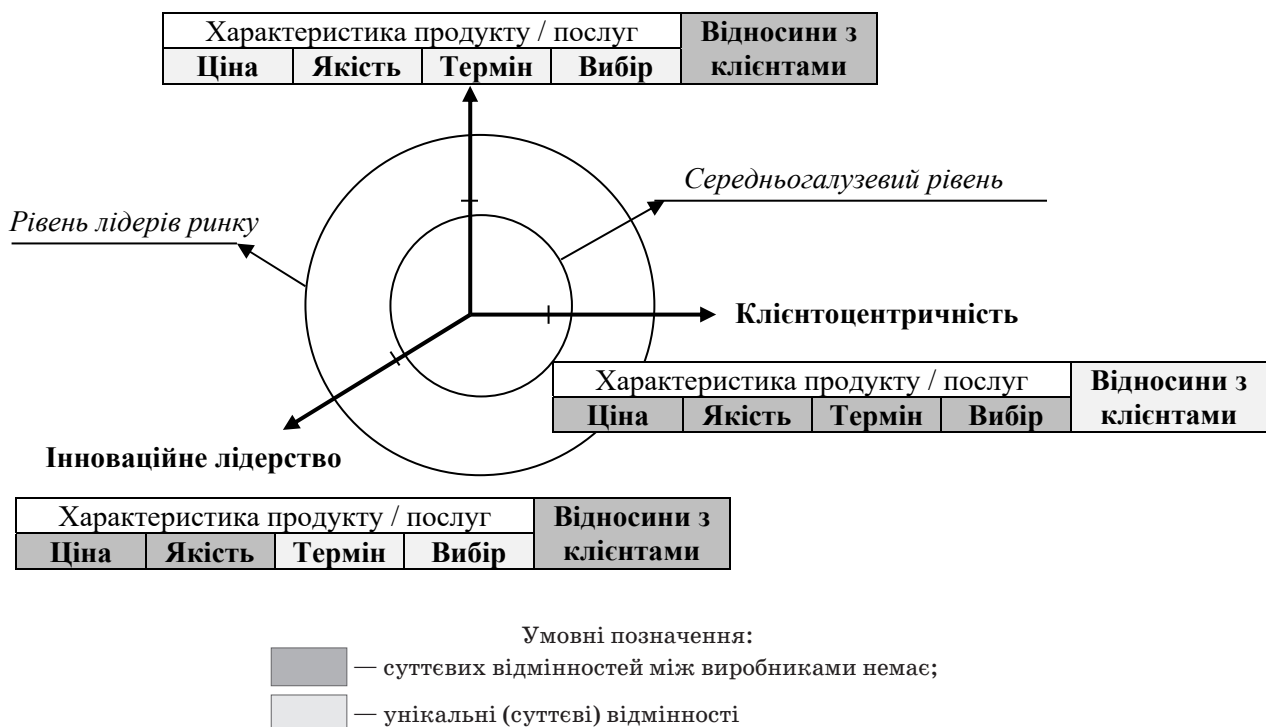 Характеристика продукту / послуг
Відносини з клієнтами
Ціна Якість Термін Вибір
Середньогалузевий рівень
Рівень лідерів ринку
Клієнтоцентричність
Характеристика продукту / послуг
Відносини з клієнтами
Ціна Якість Термін Вибір
Інноваційне лідерство
Характеристика продукту / послуг
Відносини з клієнтами
Ціна Якість Термін Вибір
Умовні позначення:
— суттєвих відмінностей між виробниками немає;
— унікальні (суттєві) відмінності